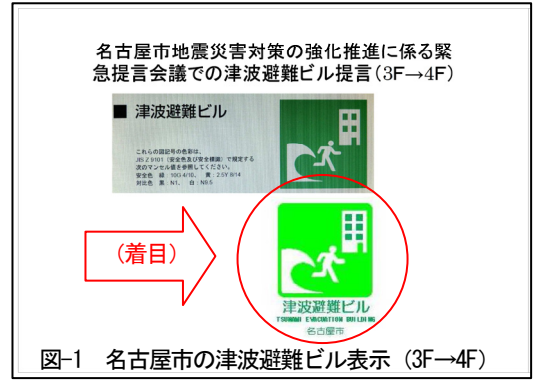 名古屋市地震災害対策の強化推進に係る緊
急提言会議での津波避難ビル提言(3F→4F)
■ 津波避難ビル
これらの図記号の色彩は、
JIS Z 9101（安全色及び安全標識）で規定する
次のマンセル値を参照してください。
安全色　緑：10G 4/10、　黄：2.5Y 8/14
対比色　黒：N1、　白：N9.5
(着目)
津波避難ビル
TSUNAMI EVACUATION BUILDING
名古屋市
図-1　名古屋市の津波避難ビル表示（3F→4F）